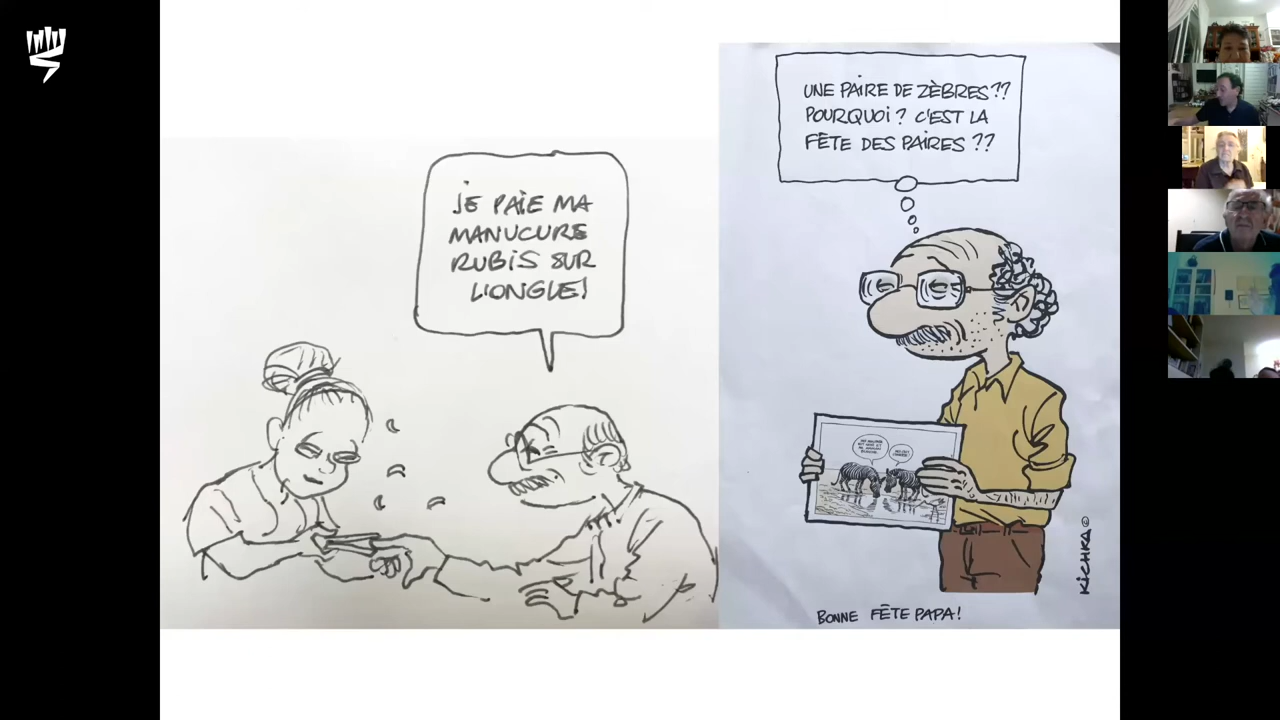 JE PAIE MA
MANUCURE
RUBIS SUR
L'ONGLE!
UNE PAIRE DE ZÈBRES??
POURQUOI? C'EST LA
FÊTE DES PAIRES??
KICHKA ©
BONNE FÊTE PAPA!